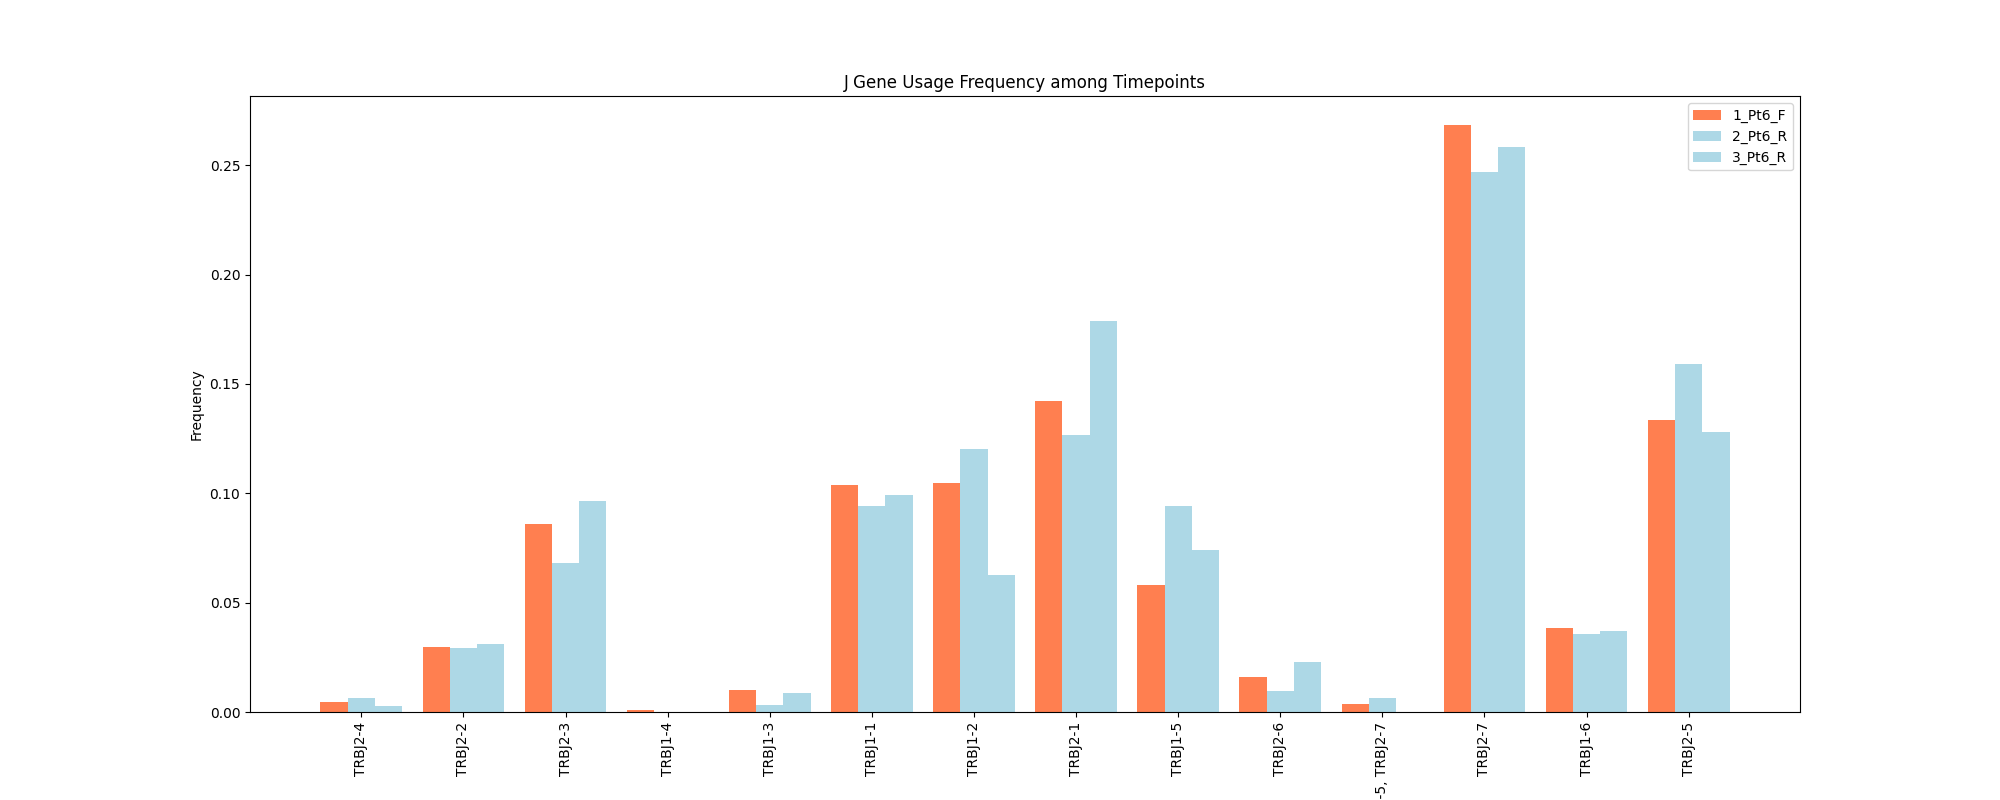 J Gene Usage Frequency among Timepoints
1_Pt6_F
2_Pt6_R
3_Pt6_R
Frequency
0.25
0.20
0.15
0.10
0.05
0.00
TRBJ2-4
TRBJ2-2
TRBJ2-3
TRBJ1-4
TRBJ1-3
TRBJ1-1
TRBJ1-2
TRBJ2-1
TRBJ1-5
TRBJ2-6
-5, TRBJ2-7
TRBJ2-7
TRBJ1-6
TRBJ2-5